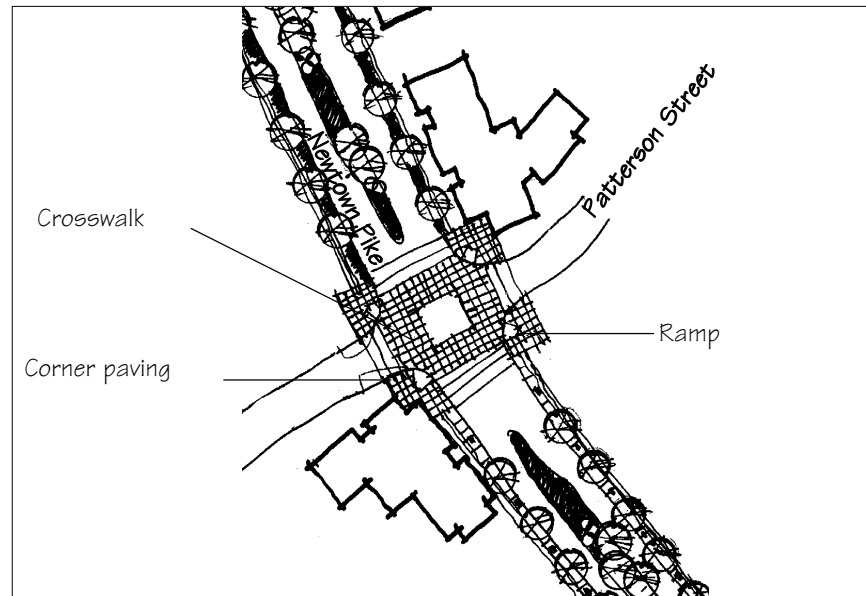 Patterson Street
Newtown Pike
Crosswalk
Ramp
Corner paving